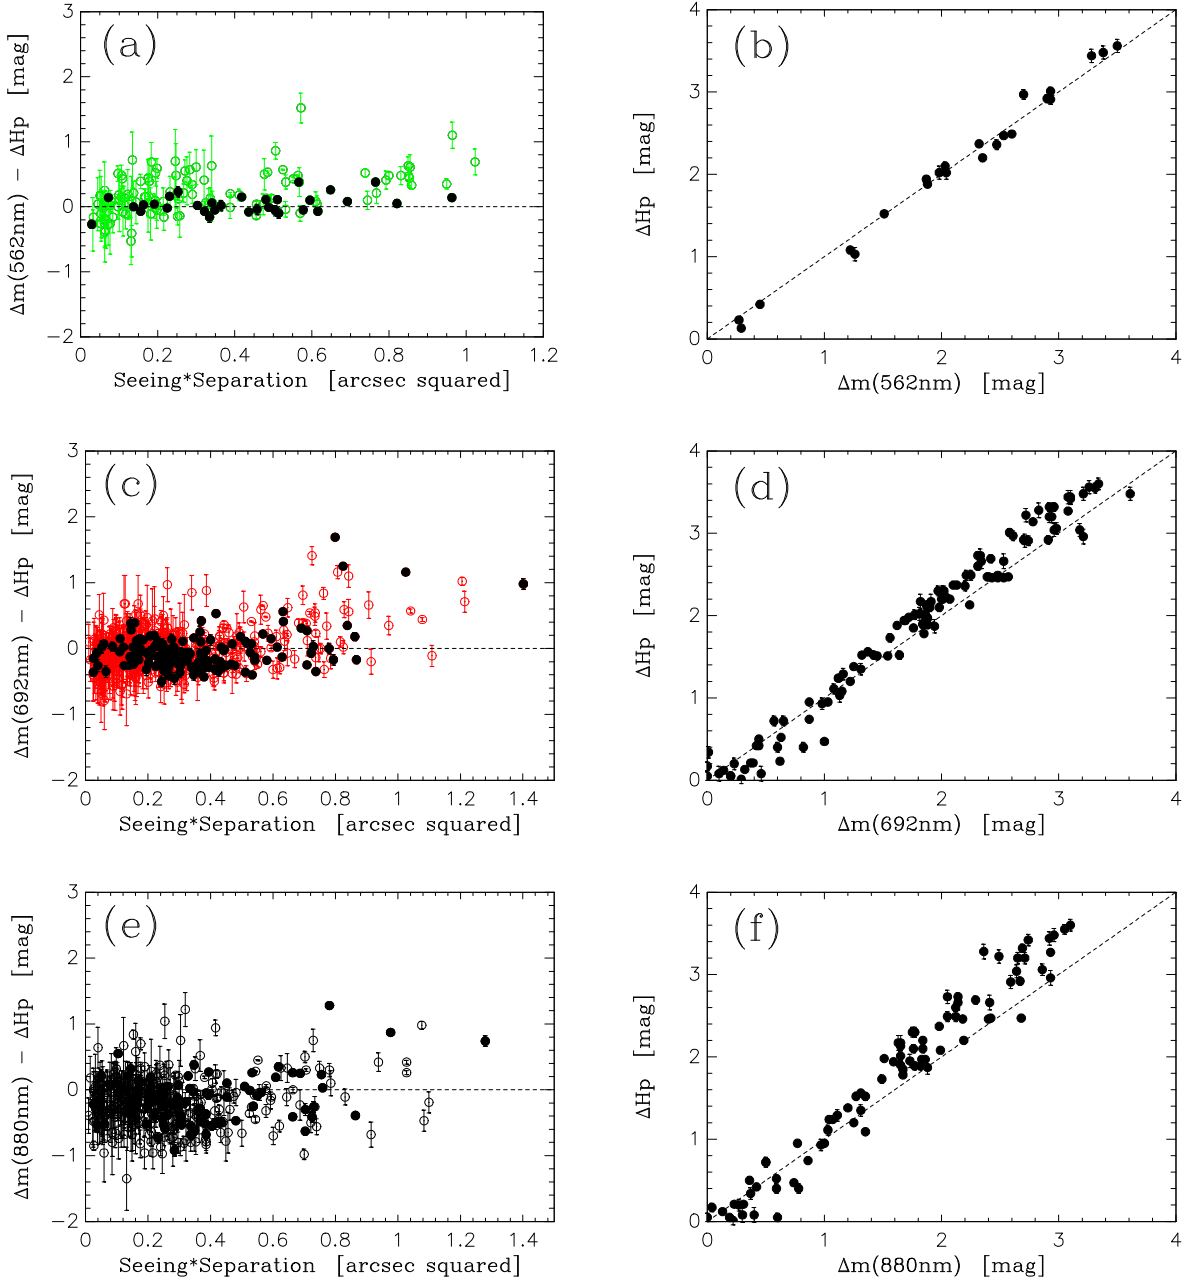 (a)
3
2
1
0
−1
−2
Δm(562nm) − ΔHp [mag]
0 0.2 0.4 0.6 0.8 1 1.2
Seeing*Separation [arcsec squared]
(b)
4
3
2
1
0
ΔHp [mag]
0 1 2 3 4
Δm(562nm) [mag]
(c)
3
2
1
0
−1
−2
Δm(692nm) − ΔHp [mag]
0 0.2 0.4 0.6 0.8 1 1.2 1.4
Seeing*Separation [arcsec squared]
(d)
4
3
2
1
0
ΔHp [mag]
0 1 2 3 4
Δm(692nm) [mag]
(e)
3
2
1
0
−1
−2
Δm(880nm) − ΔHp [mag]
0 0.2 0.4 0.6 0.8 1 1.2 1.4
Seeing*Separation [arcsec squared]
(f)
4
3
2
1
0
ΔHp [mag]
0 1 2 3 4
Δm(880nm) [mag]